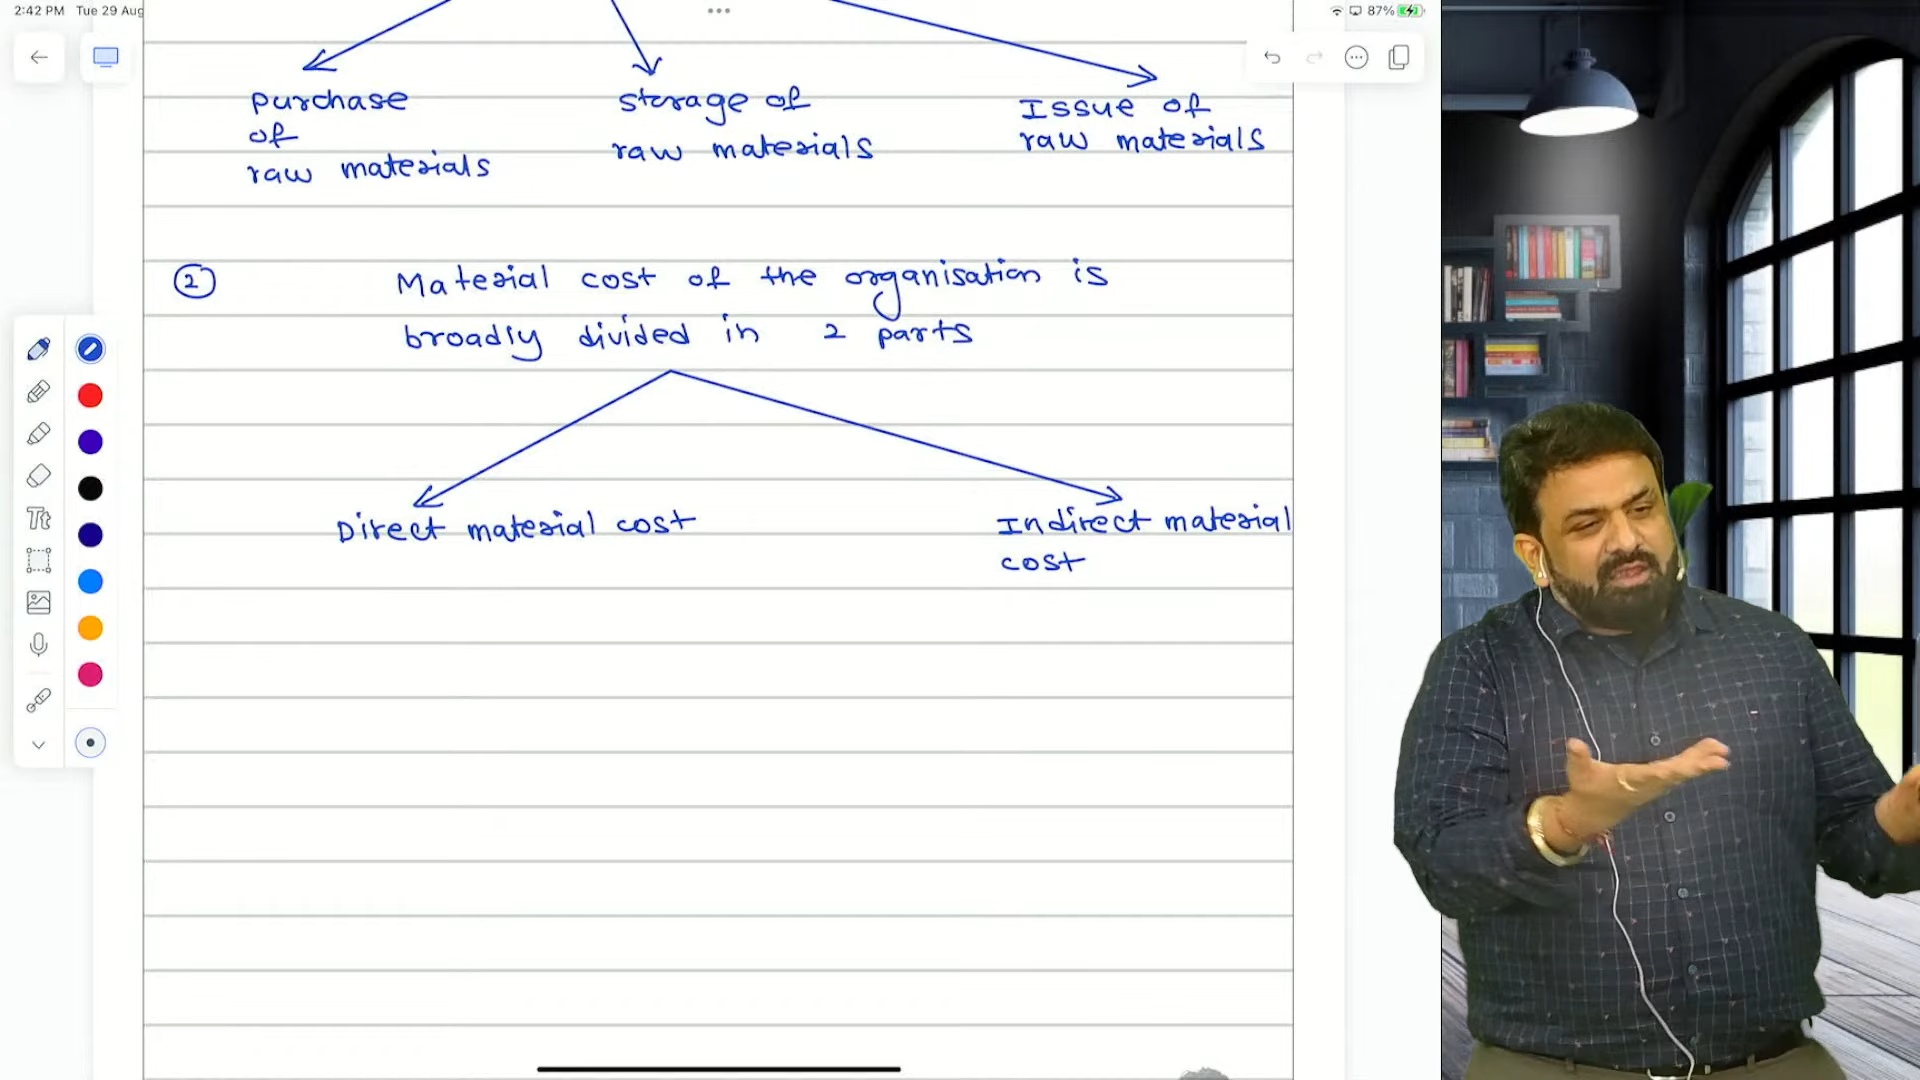 2:42 PM Tue 29 Aug
87%
purchase
of
raw materials
storage of
raw materials
Issue of
raw materials
2
Material cost of the organisation is
broadly divided in 2 parts
Direct material cost
Indirect material
cost
Tt